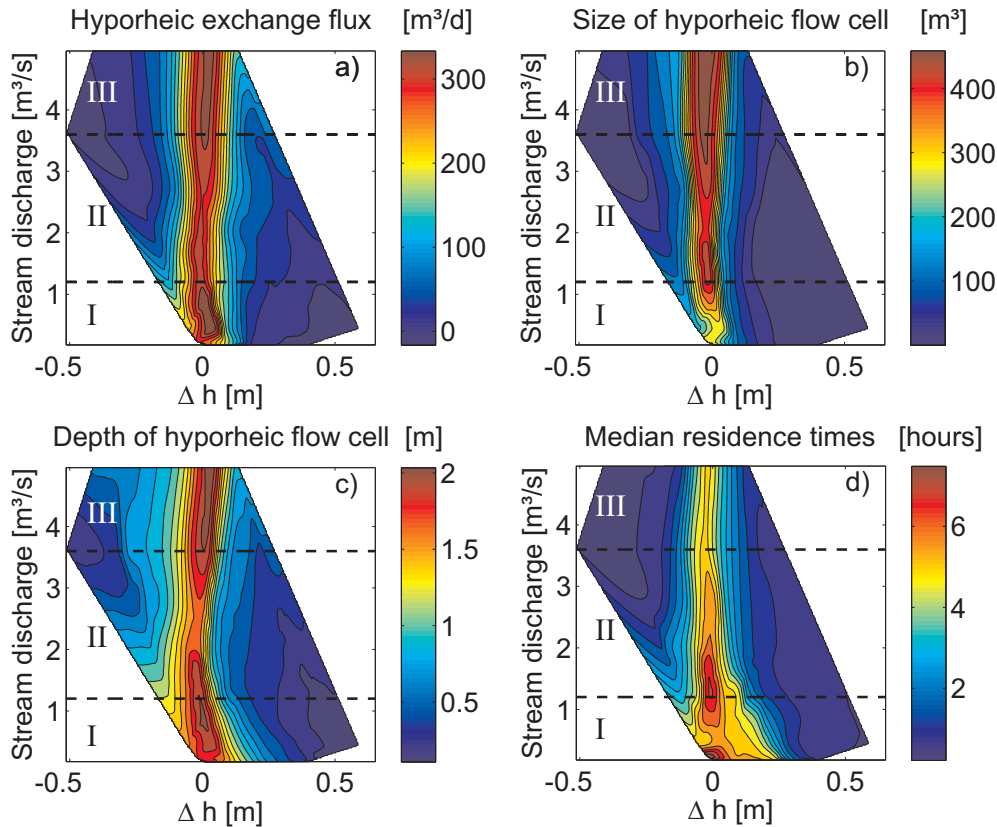 Hyporheic exchange flux [m³/d]
a)
III
II
I
Stream discharge [m³/s]
4
3
2
1
-0.5 0 0.5
Δ h [m]
300
200
100
0
Size of hyporheic flow cell [m³]
b)
III
II
I
Stream discharge [m³/s]
4
3
2
1
-0.5 0 0.5
Δ h [m]
400
300
200
100
Depth of hyporheic flow cell [m]
c)
III
II
I
Stream discharge [m³/s]
4
3
2
1
-0.5 0 0.5
Δ h [m]
2
1.5
1
0.5
Median residence times [hours]
d)
III
II
I
Stream discharge [m³/s]
4
3
2
1
-0.5 0 0.5
Δ h [m]
6
4
2